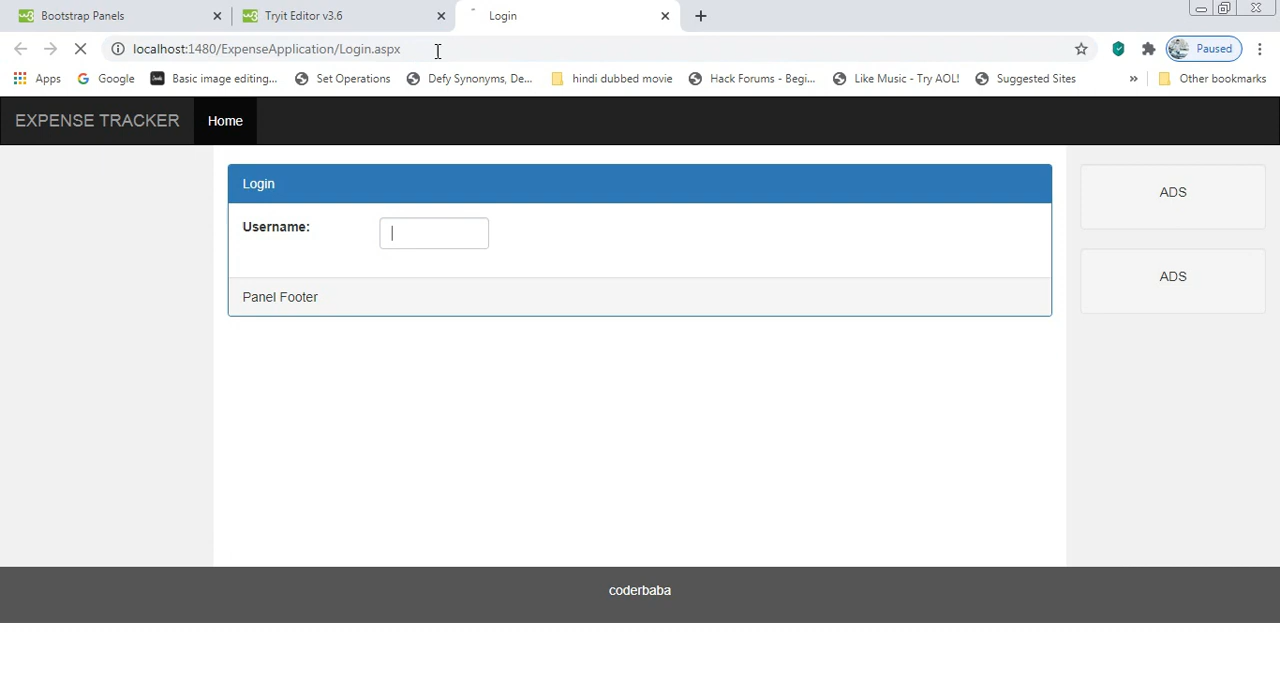 Bootstrap Panels
Tryit Editor v3.6
Login
localhost:1480/ExpenseApplication/Login.aspx
Paused
Apps
Google
Basic image editing...
Set Operations
Defy Synonyms, De...
hindi dubbed movie
Hack Forums - Begi...
Like Music - Try AOL!
Suggested Sites
»
Other bookmarks
EXPENSE TRACKER
Home
Login
Username:
Panel Footer
ADS
ADS
coderbaba